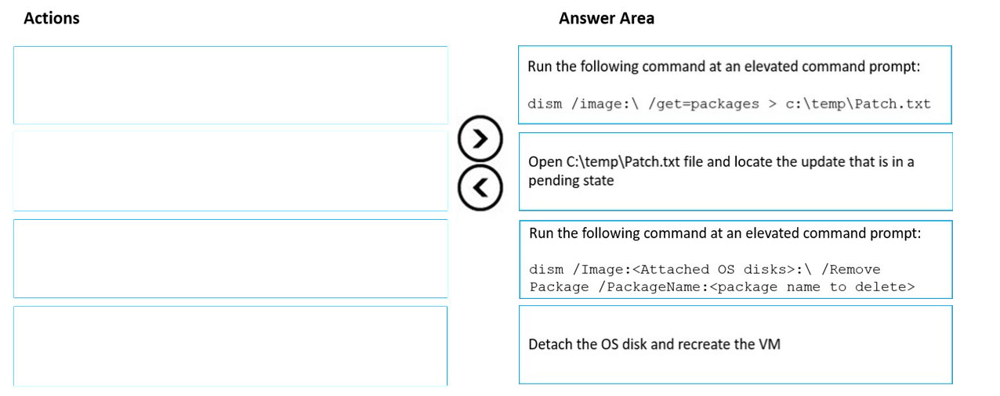 Actions
Answer Area
Run the following command at an elevated command prompt:
dism /image:\ /get=packages > c:\temp\Patch.txt
Open C:\temp\Patch.txt file and locate the update that is in a
pending state
Run the following command at an elevated command prompt:
dism /Image:<Attached OS disks>:\ /Remove
Package /PackageName:<package name to delete>
Detach the OS disk and recreate the VM